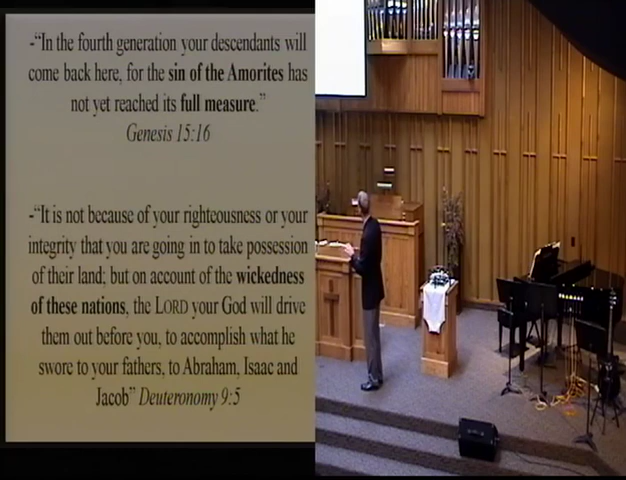 -“In the fourth generation your descendants will
come back here, for the sin of the Amorites has
not yet reached its full measure.”
Genesis 15:16
-“It is not because of your righteousness or your
integrity that you are going in to take possession
of their land; but on account of the wickedness
of these nations, the LORD your God will drive
them out before you, to accomplish what he
swore to your fathers, to Abraham, Isaac and
Jacob” Deuteronomy 9:5